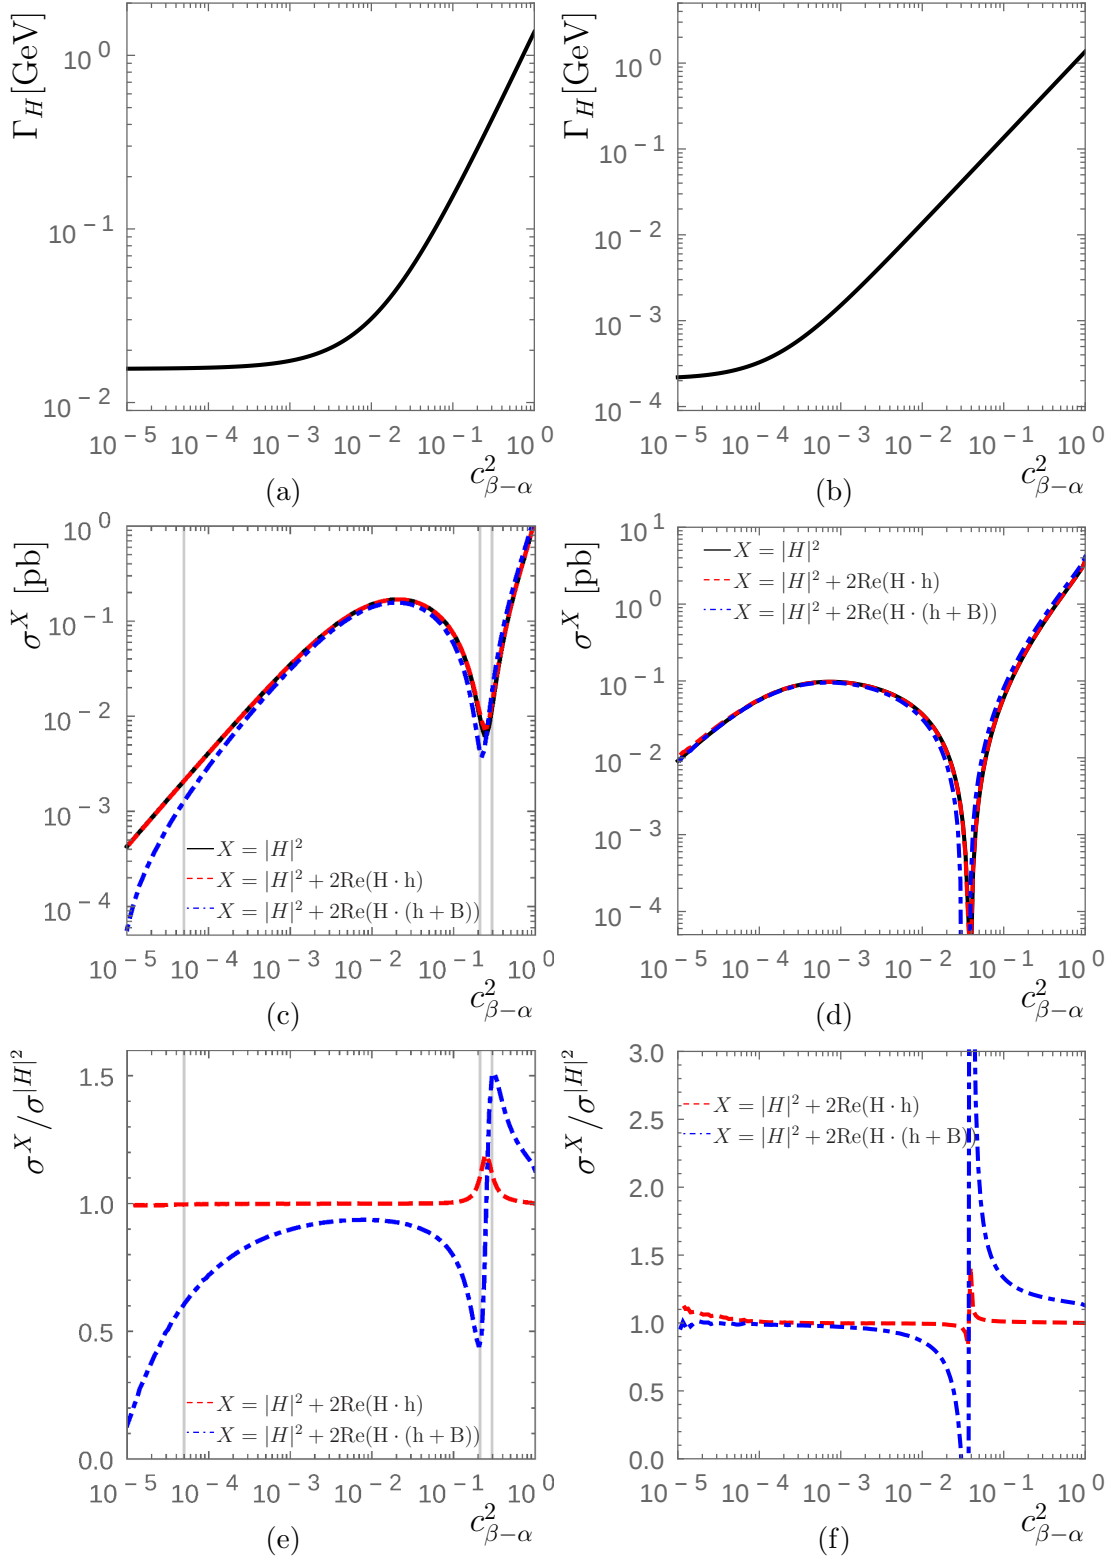 Γ_H [GeV]
10^0
10^−1
10^−2
10^−5 10^−4 10^−3 10^−2 10^−1 10^0
c²_{β−α}
(a)
Γ_H [GeV]
10^0
10^−1
10^−2
10^−3
10^−4
10^−5 10^−4 10^−3 10^−2 10^−1 10^0
c²_{β−α}
(b)
σ^X [pb]
10^0
10^−1
10^−2
10^−3
10^−4
X = |H|²
X = |H|² + 2Re(H · h)
X = |H|² + 2Re(H · (h + B))
10^−5 10^−4 10^−3 10^−2 10^−1 10^0
c²_{β−α}
(c)
σ^X [pb]
10^1
10^0
10^−1
10^−2
10^−3
10^−4
X = |H|²
X = |H|² + 2Re(H · h)
X = |H|² + 2Re(H · (h + B))
10^−5 10^−4 10^−3 10^−2 10^−1 10^0
c²_{β−α}
(d)
σ^X/σ^{|H|²}
1.5
1.0
0.5
0.0
X = |H|² + 2Re(H · h)
X = |H|² + 2Re(H · (h + B))
10^−5 10^−4 10^−3 10^−2 10^−1 10^0
c²_{β−α}
(e)
σ^X/σ^{|H|²}
3.0
2.5
2.0
1.5
1.0
0.5
0.0
X = |H|² + 2Re(H · h)
X = |H|² + 2Re(H · (h + B))
10^−5 10^−4 10^−3 10^−2 10^−1 10^0
c²_{β−α}
(f)